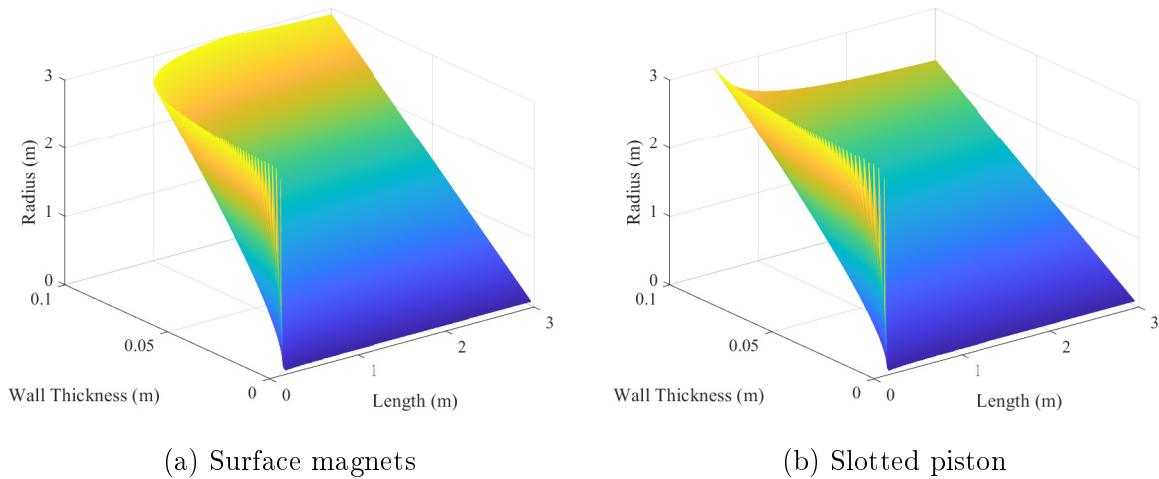 3
2
1
0
0.1
0.05
0
Radius (m)
Wall Thickness (m)
0
1
2
3
Length (m)
(a) Surface magnets
3
2
1
0
0.1
0.05
0
Radius (m)
Wall Thickness (m)
0
1
2
3
Length (m)
(b) Slotted piston